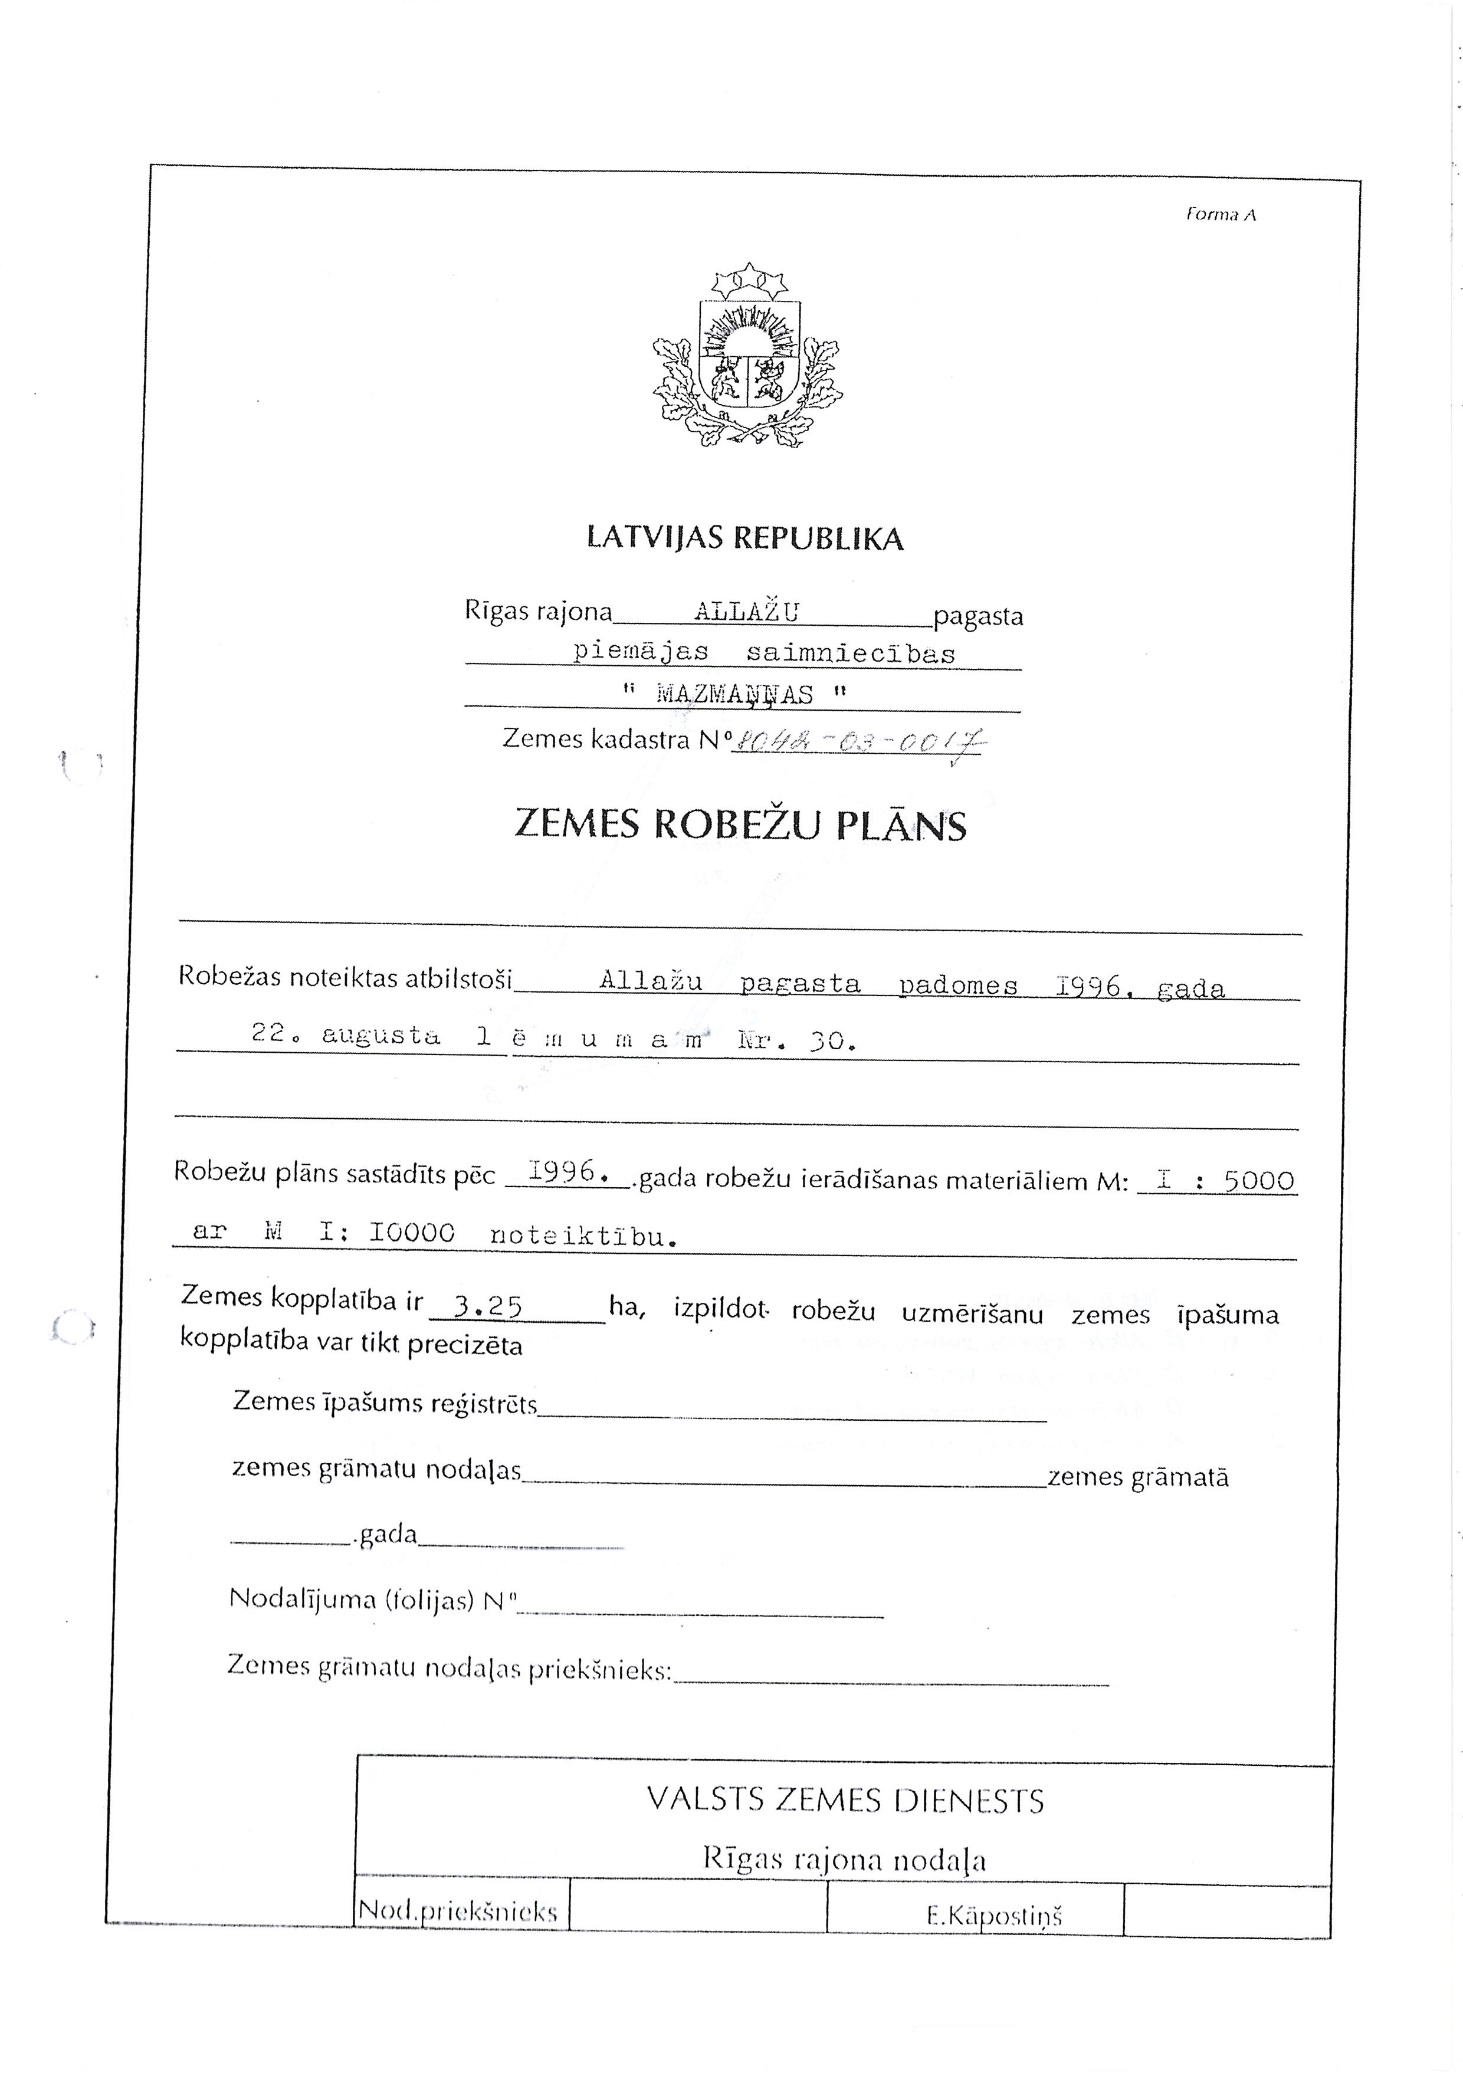 Forma A
LATVIJAS REPUBLIKA
Rīgas rajona ALLAŽU pagasta
piemājas saimniecības
" MAZMAŅŅAS "
Zemes kadastra Nº 8042-03-0017
ZEMES ROBEŽU PLĀNS
Robežas noteiktas atbilstoši Allažu pagasta padomes I996. gada
22. augusta l ē m u m a m Nr. 30.
Robežu plāns sastādīts pēc I996. .gada robežu ierādīšanas materiāliem M: I : 5000
ar M I: I0000 noteiktību.
Zemes kopplatība ir 3.25 ha, izpildot robežu uzmērīšanu zemes īpašuma
kopplatība var tikt precizēta
Zemes īpašums reģistrēts
zemes grāmatu nodaļas zemes grāmatā
.gada
Nodalījuma (folijas) Nº
Zemes grāmatu nodaļas priekšnieks:
VALSTS ZEMES DIENESTS
Rīgas rajona nodaļa
Nod.priekšnieks E.Kāpostiņš